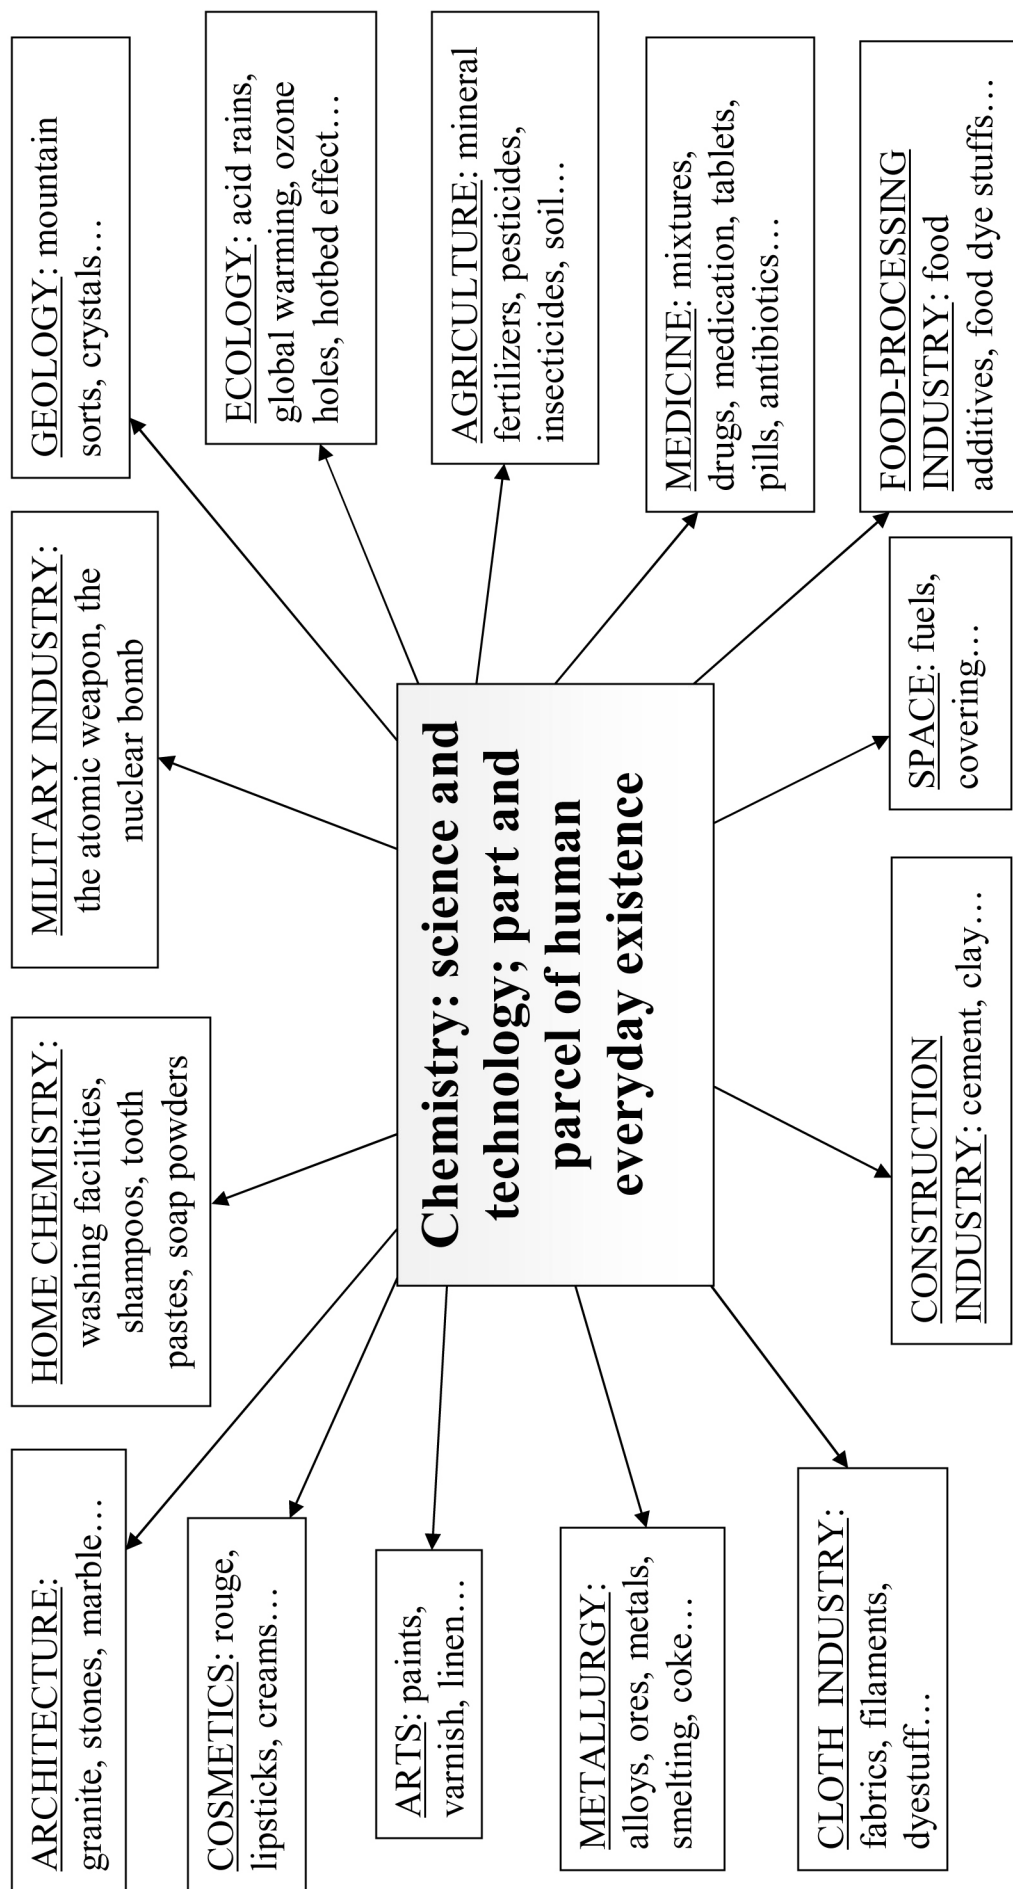 ARCHITECTURE:
granite, stones, marble…
HOME CHEMISTRY:
washing facilities,
shampoos, tooth
pastes, soap powders
MILITARY INDUSTRY:
the atomic weapon, the
nuclear bomb
GEOLOGY: mountain
sorts, crystals…
COSMETICS: rouge,
lipsticks, creams…
ECOLOGY: acid rains,
global warming, ozone
holes, hotbed effect…
ARTS: paints,
varnish, linen…
Chemistry: science and
technology; part and
parcel of human
everyday existence
AGRICULTURE: mineral
fertilizers, pesticides,
insecticides, soil…
METALLURGY:
alloys, ores, metals,
smelting, coke…
MEDICINE: mixtures,
drugs, medication, tablets,
pills, antibiotics…
CLOTH INDUSTRY:
fabrics, filaments,
dyestuff…
CONSTRUCTION
INDUSTRY: cement, clay…
SPACE: fuels,
covering…
FOOD-PROCESSING
INDUSTRY: food
additives, food dye stuffs…